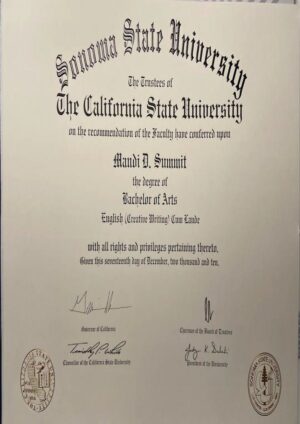 Sonoma State University
The Trustees of
The California State University
on the recommendation of the Faculty have conferred upon
Mandi D. Summit
the degree of
Bachelor of Arts
English (Creative Writing) Cum Laude
with all rights and privileges pertaining thereto.
Given this seventeenth day of December, two thousand and ten.
Governor of California
Chairman of the Board of Trustees
Chancellor of the California State University
President of the University